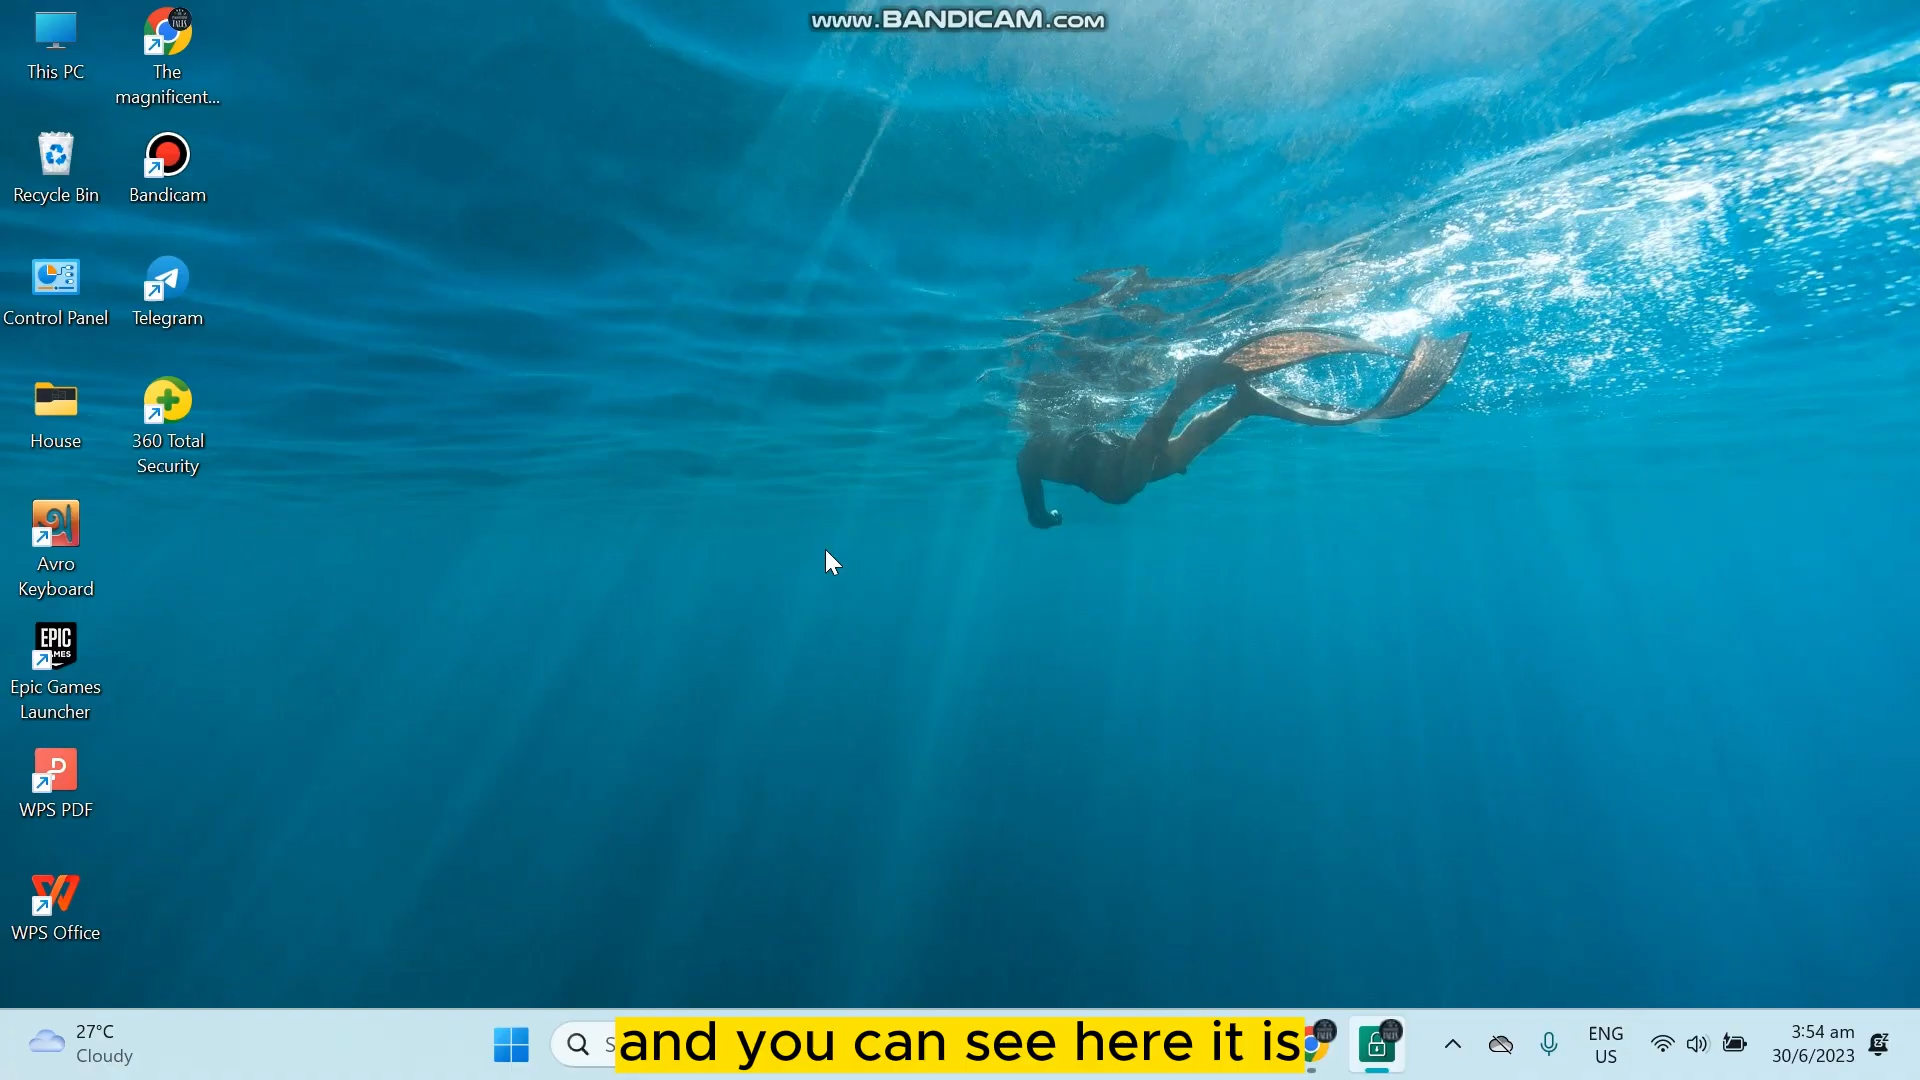 www.BANDICAM.com
This PC
The
magnificent...
Recycle Bin
Bandicam
Control Panel
Telegram
House
360 Total
Security
Avro
Keyboard
EPIC
GAMES
Epic Games
Launcher
WPS PDF
WPS Office
27°C
Cloudy
S
and you can see here it is
ENG
US
3:54 am
30/6/2023